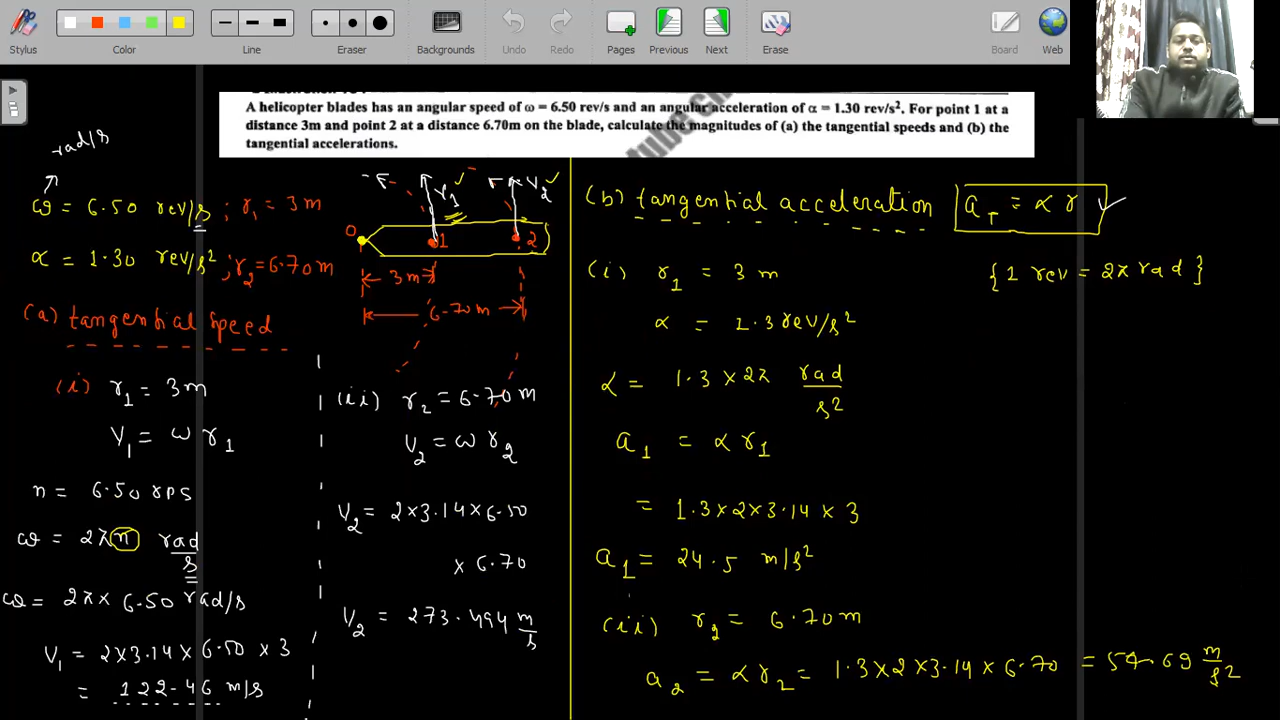 Stylus
Color
Line
Eraser
Backgrounds
Undo
Redo
Pages
Previous
Next
Erase
Board
Web
A helicopter blades has an angular speed of ω = 6.50 rev/s and an angular acceleration of α = 1.30 rev/s². For point 1 at a
distance 3m and point 2 at a distance 6.70m on the blade, calculate the magnitudes of (a) the tangential speeds and (b) the
tangential accelerations.
rad/s
ω = 6.50 rev/s ; r₁ = 3m
α = 1.30 rev/s² ; r₂=6.70m
V₁
V₂
O
1
2
3m
6.70m
(a) tangential speed
(i) r₁ = 3m
V₁ = ω r₁
n = 6.50 rps
ω = 2πn rad/s
ω = 2π× 6.50 rad/s
V₁ = 2×3.14×6.50 ×3
= 122.46 m/s
(ii) r₂ = 6.70m
V₂ = ω r₂
V₂ = 2×3.14×6.50
× 6.70
V₂ = 273.494 m/s
(b) tangential acceleration
a_T = α r
{1 rev = 2π rad}
(i) r₁ = 3m
α = 1.3 rev/s²
α = 1.3 × 2π rad/s²
a₁ = α r₁
= 1.3×2×3.14 × 3
a₁ = 24.5 m/s²
(ii) r₂ = 6.70m
a₂ = α r₂ = 1.3×2×3.14×6.70 = 54.69 m/s²